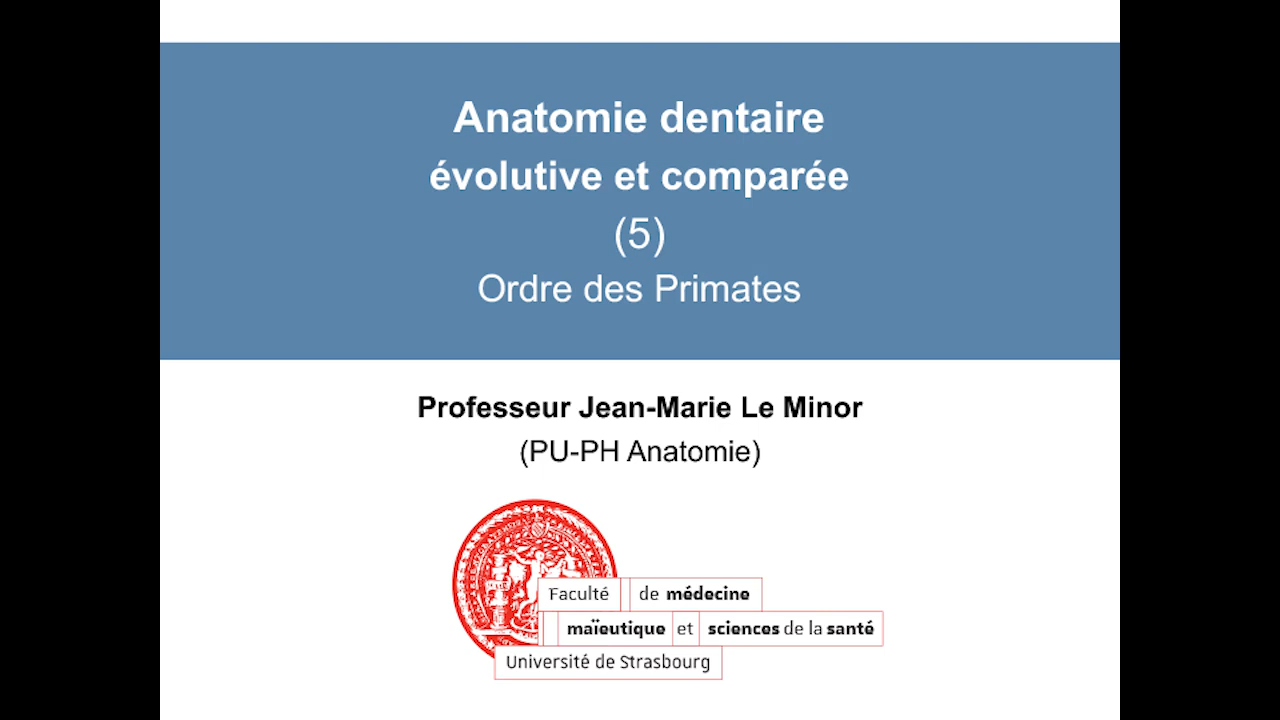 Anatomie dentaire
évolutive et comparée
(5)
Ordre des Primates
Professeur Jean-Marie Le Minor
(PU-PH Anatomie)
Faculté de médecine
maïeutique et sciences de la santé
Université de Strasbourg